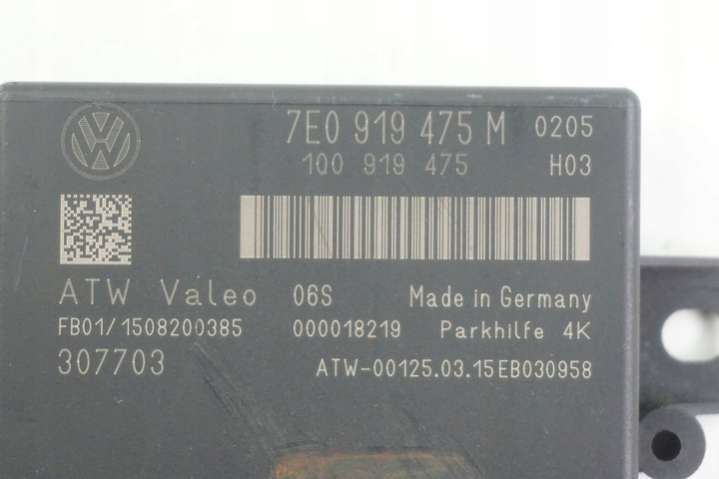 7E0 919 475 M 0205
100 919 475 H03
ATW Valeo 06S Made in Germany
FB01/1508200385 000018219 Parkhilfe 4K
307703 ATW-00125.03.15EB030958